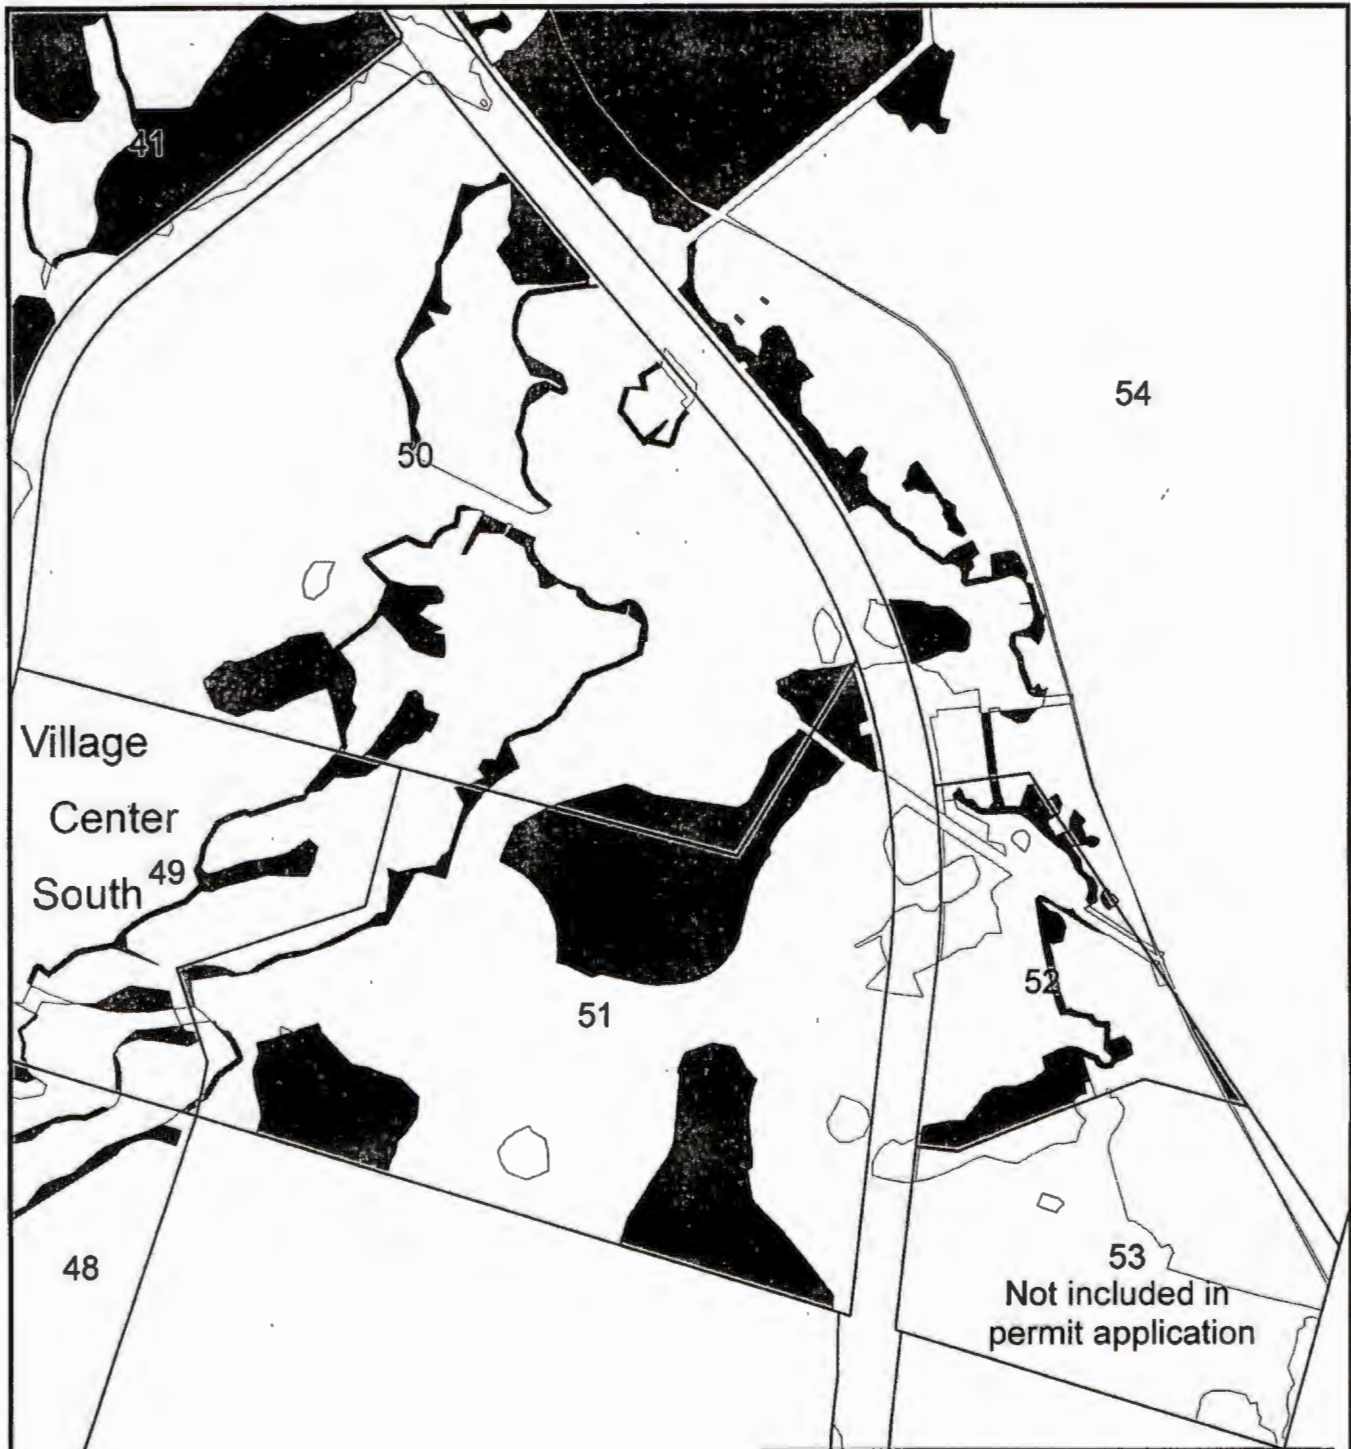 41
54
50
Village
Center
South 49
52
51
53
48
Not included in
permit application